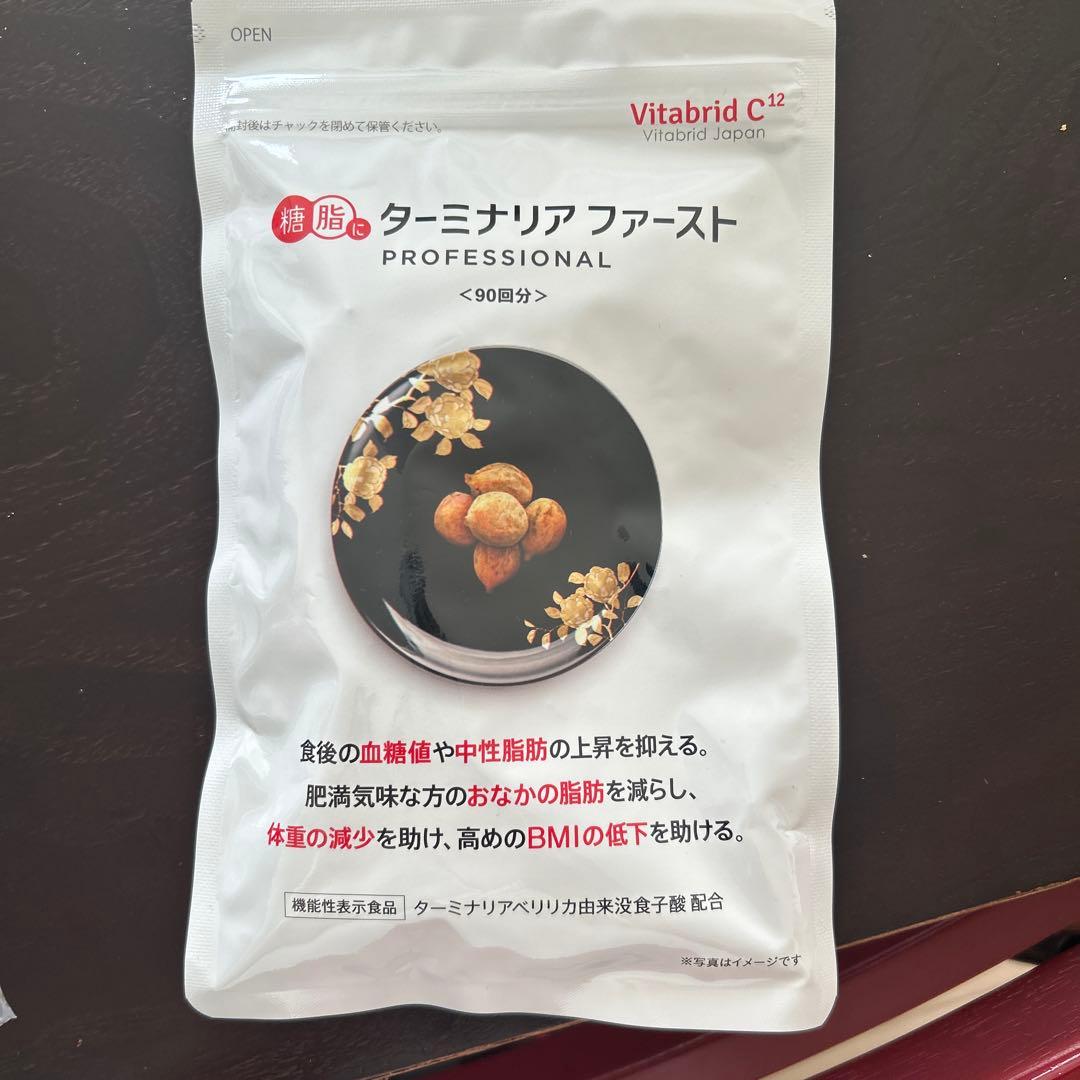 OPEN
開封後はチャックを閉めて保管ください。
Vitabrid C12
Vitabrid Japan
糖脂に ターミナリア ファースト
PROFESSIONAL
＜90回分＞
食後の血糖値や中性脂肪の上昇を抑える。
肥満気味な方のおなかの脂肪を減らし、
体重の減少を助け、高めのBMIの低下を助ける。
機能性表示食品 ターミナリアベリリカ由来没食子酸 配合
※写真はイメージです